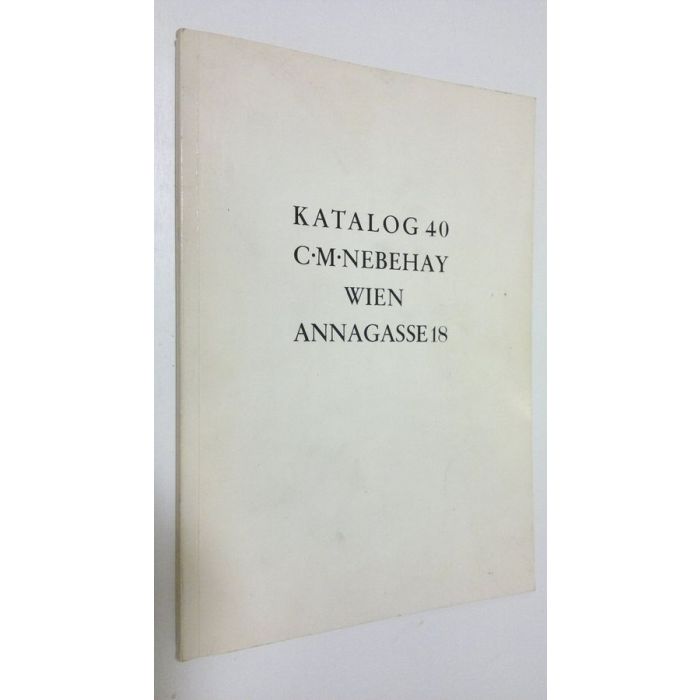 KATALOG 40
C·M·NEBEHAY
WIEN
ANNAGASSE 18